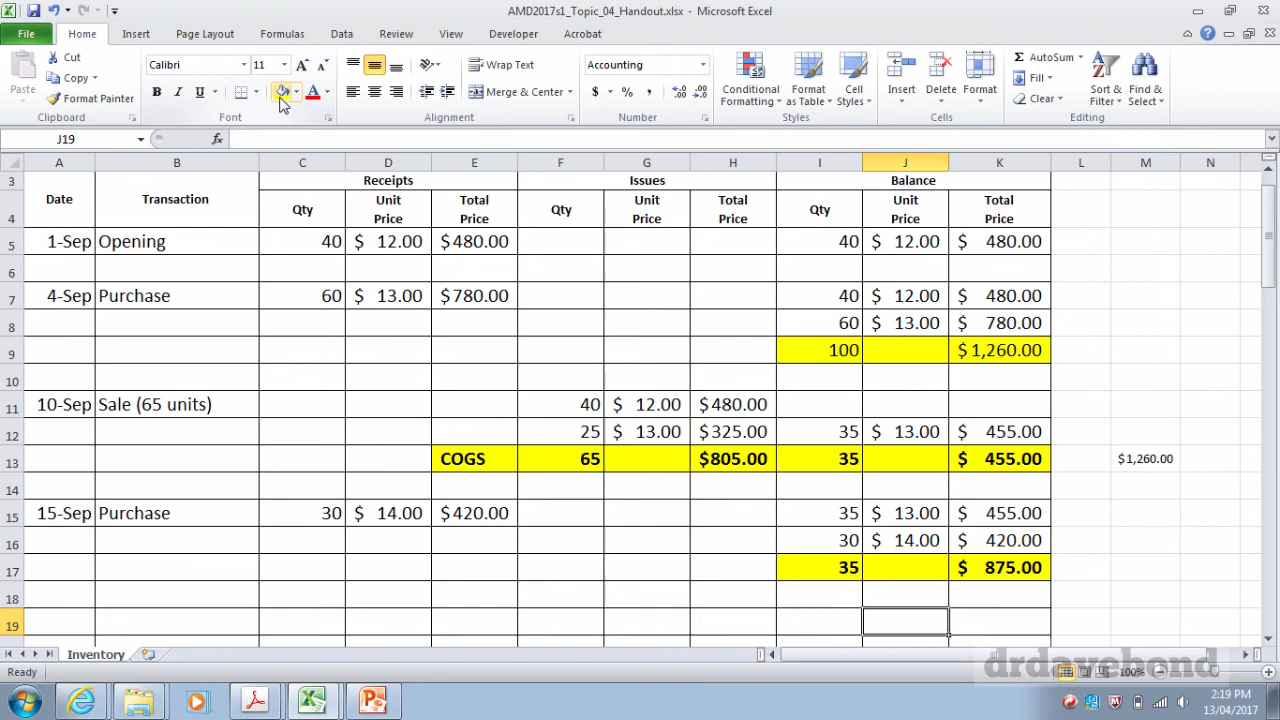 AMD2017s1_Topic_04_Handout.xlsx - Microsoft Excel
File Home Insert Page Layout Formulas Data Review View Developer Acrobat
Paste Cut Copy Format Painter Clipboard
Calibri 11 A A B I U A Font
Wrap Text Merge & Center Alignment
Accounting $ % , Number
Conditional Formatting Format as Table Cell Styles Styles
Insert Delete Format Cells
Σ AutoSum Fill Clear Sort & Filter Find & Select Editing
J19 fx
A B C D E F G H I J K L M N
3 Date Transaction Receipts Issues Balance
4 Qty Unit Price Total Price Qty Unit Price Total Price Qty Unit Price Total Price
5 1-Sep Opening 40 $ 12.00 $480.00 40 $ 12.00 $ 480.00
6
7 4-Sep Purchase 60 $ 13.00 $780.00 40 $ 12.00 $ 480.00
8 60 $ 13.00 $ 780.00
9 100 $1,260.00
10
11 10-Sep Sale (65 units) 40 $ 12.00 $480.00
12 25 $ 13.00 $325.00 35 $ 13.00 $ 455.00
13 COGS 65 $805.00 35 $ 455.00 $1,260.00
14
15 15-Sep Purchase 30 $ 14.00 $420.00 35 $ 13.00 $ 455.00
16 30 $ 14.00 $ 420.00
17 35 $ 875.00
18
19
Inventory
drdavebond
Ready 100%
2:19 PM
13/04/2017